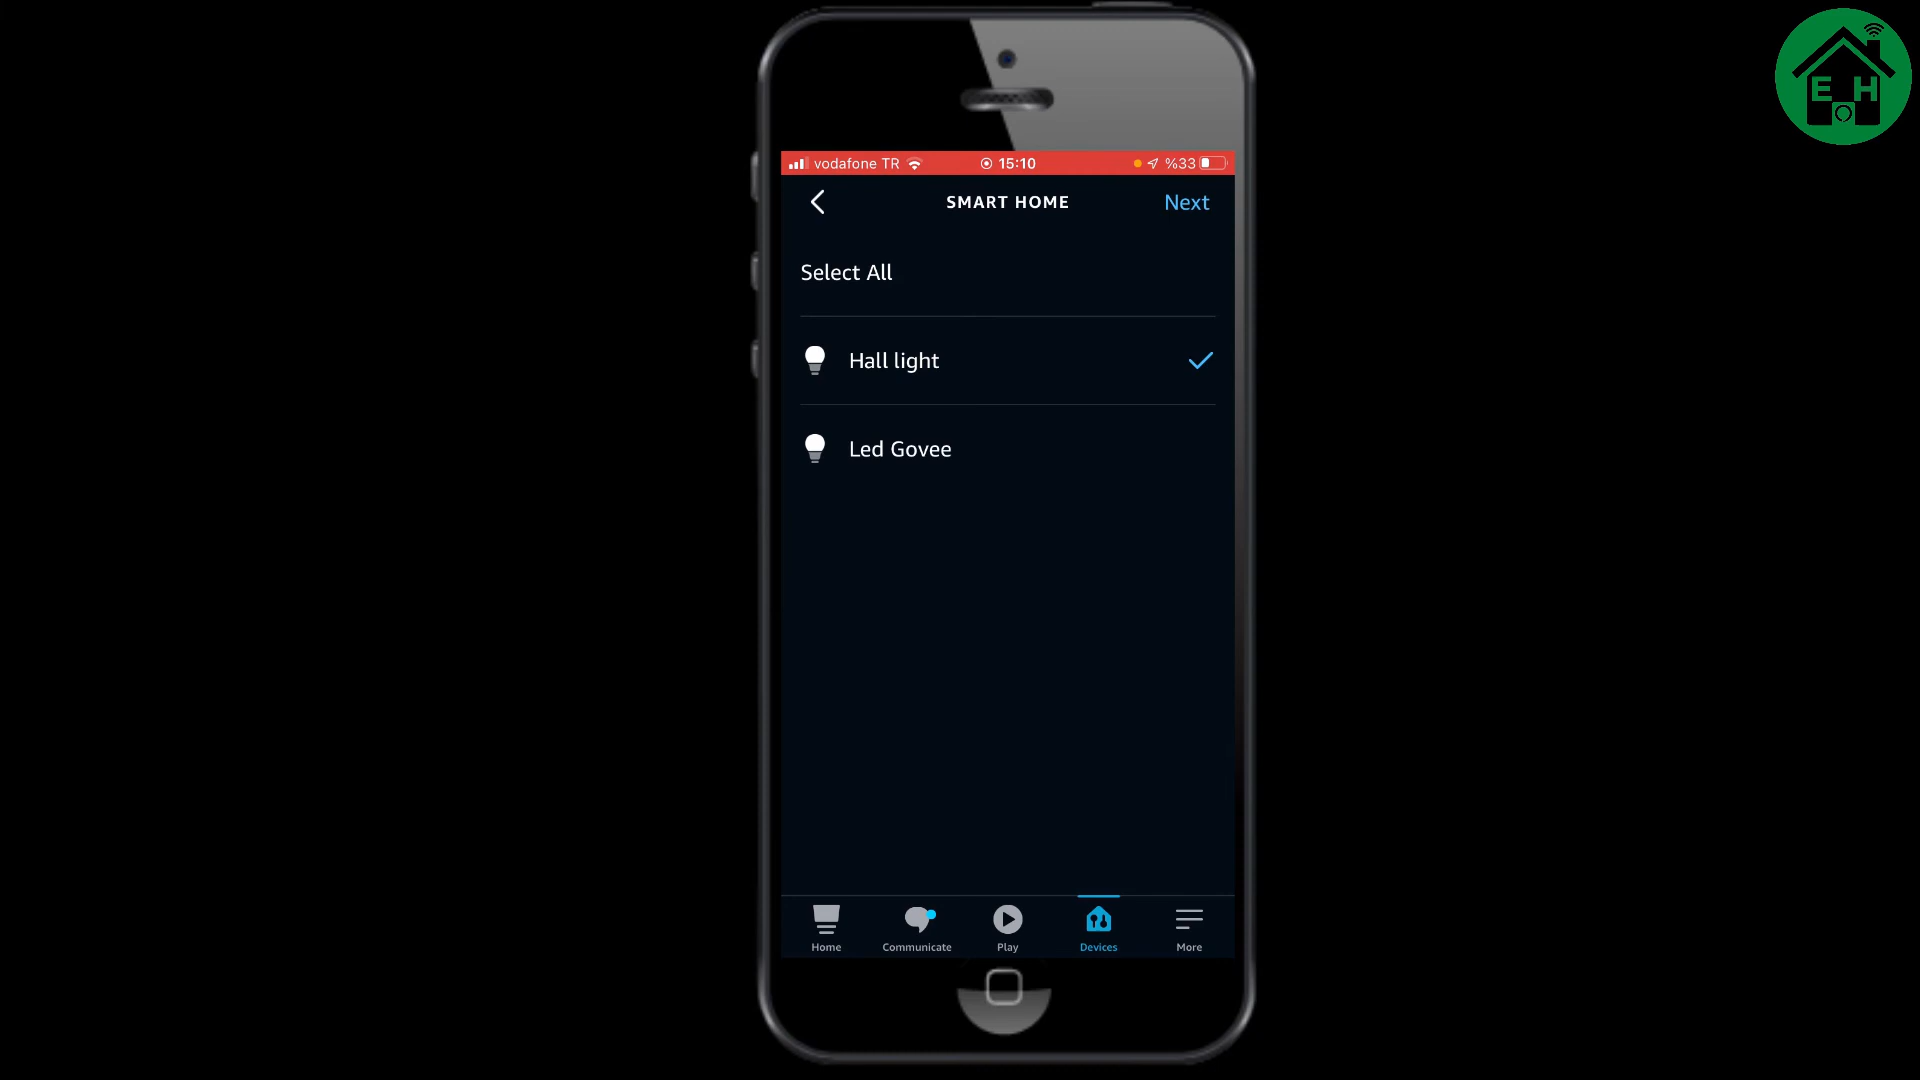 E H
vodafone TR 15:10 %33
SMART HOME Next
Select All
Hall light
Led Govee
Home Communicate Play Devices More